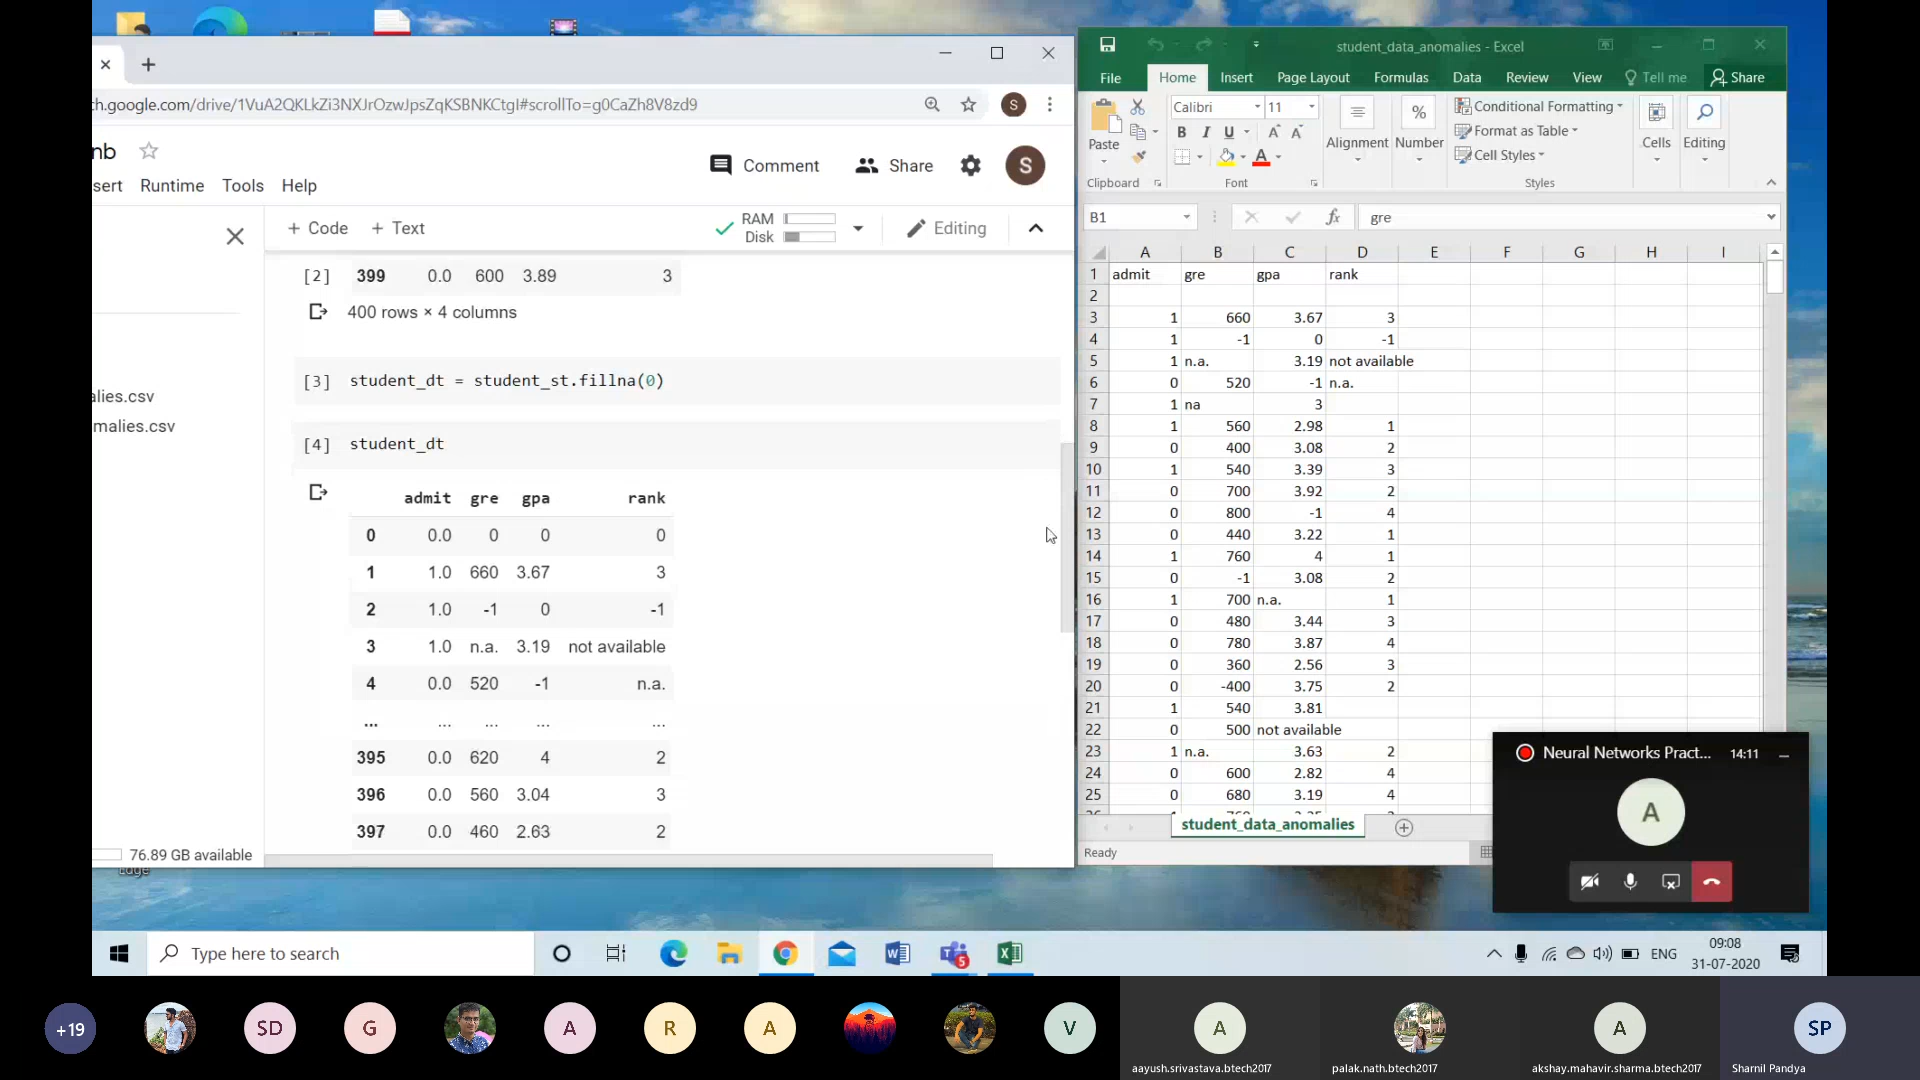 student_data_anomalies - Excel
File Home Insert Page Layout Formulas Data Review View Tell me Share
ch.google.com/drive/1VuA2QKLkZi3NXJrOzwJpsZqKSBNKCtgI#scrollTo=g0CaZh8V8zd9
S
nb
Comment Share S
sert Runtime Tools Help
+ Code + Text
RAM
Disk
Editing
alies.csv
malies.csv
76.89 GB available
[2] 399 0.0 600 3.89 3
400 rows × 4 columns
[3] student_dt = student_st.fillna(0)
[4] student_dt
admit gre gpa rank
0 0.0 0 0 0
1 1.0 660 3.67 3
2 1.0 -1 0 -1
3 1.0 n.a. 3.19 not available
4 0.0 520 -1 n.a.
... ... ... ... ...
395 0.0 620 4 2
396 0.0 560 3.04 3
397 0.0 460 2.63 2
Edge
Paste
Clipboard
Calibri 11
B I U A A
A
Font
Alignment
%
Number
Conditional Formatting
Format as Table
Cell Styles
Styles
Cells
Editing
B1 fx gre
A B C D E F G H I
1 admit gre gpa rank
2
3 1 660 3.67 3
4 1 -1 0 -1
5 1 n.a. 3.19 not available
6 0 520 -1 n.a.
7 1 na 3
8 1 560 2.98 1
9 0 400 3.08 2
10 1 540 3.39 3
11 0 700 3.92 2
12 0 800 -1 4
13 0 440 3.22 1
14 1 760 4 1
15 0 -1 3.08 2
16 1 700 n.a. 1
17 0 480 3.44 3
18 0 780 3.87 4
19 0 360 2.56 3
20 0 -400 3.75 2
21 1 540 3.81
22 0 500 not available
23 1 n.a. 3.63 2
24 0 600 2.82 4
25 0 680 3.19 4
student_data_anomalies
Ready
Neural Networks Pract... 14:11
A
Type here to search
5
ENG
09:08
31-07-2020
+19 SD G A R A V A A SP
aayush.srivastava.btech2017 palak.nath.btech2017 akshay.mahavir.sharma.btech2017 Sharnil Pandya